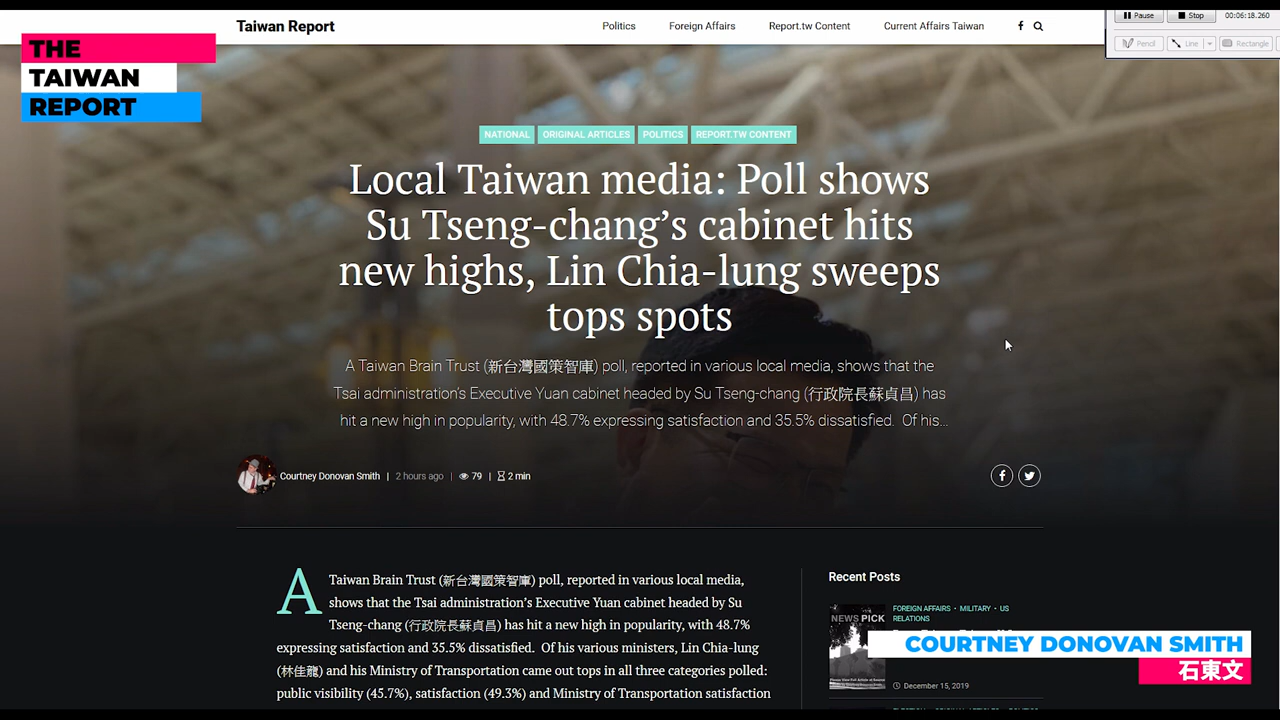 Taiwan Report
Politics
Foreign Affairs
Report.tw Content
Current Affairs Taiwan
Pause
Stop
00:06:18.260
Pencil
Line
Rectangle
THE
TAIWAN
REPORT
NATIONAL
ORIGINAL ARTICLES
POLITICS
REPORT.TW CONTENT
Local Taiwan media: Poll shows
Su Tseng-chang’s cabinet hits
new highs, Lin Chia-lung sweeps
tops spots
A Taiwan Brain Trust (新台灣國策智庫) poll, reported in various local media, shows that the
Tsai administration’s Executive Yuan cabinet headed by Su Tseng-chang (行政院長蘇貞昌) has
hit a new high in popularity, with 48.7% expressing satisfaction and 35.5% dissatisfied. Of his...
Courtney Donovan Smith | 2 hours ago | 79 | 2 min
A Taiwan Brain Trust (新台灣國策智庫) poll, reported in various local media,
shows that the Tsai administration’s Executive Yuan cabinet headed by Su
Tseng-chang (行政院長蘇貞昌) has hit a new high in popularity, with 48.7%
expressing satisfaction and 35.5% dissatisfied. Of his various ministers, Lin Chia-lung
(林佳龍) and his Ministry of Transportation came out tops in all three categories polled:
public visibility (45.7%), satisfaction (49.3%) and Ministry of Transportation satisfaction
Recent Posts
NEWS PICK
FOREIGN AFFAIRS • MILITARY • US
RELATIONS
December 15, 2019
COURTNEY DONOVAN SMITH
石東文